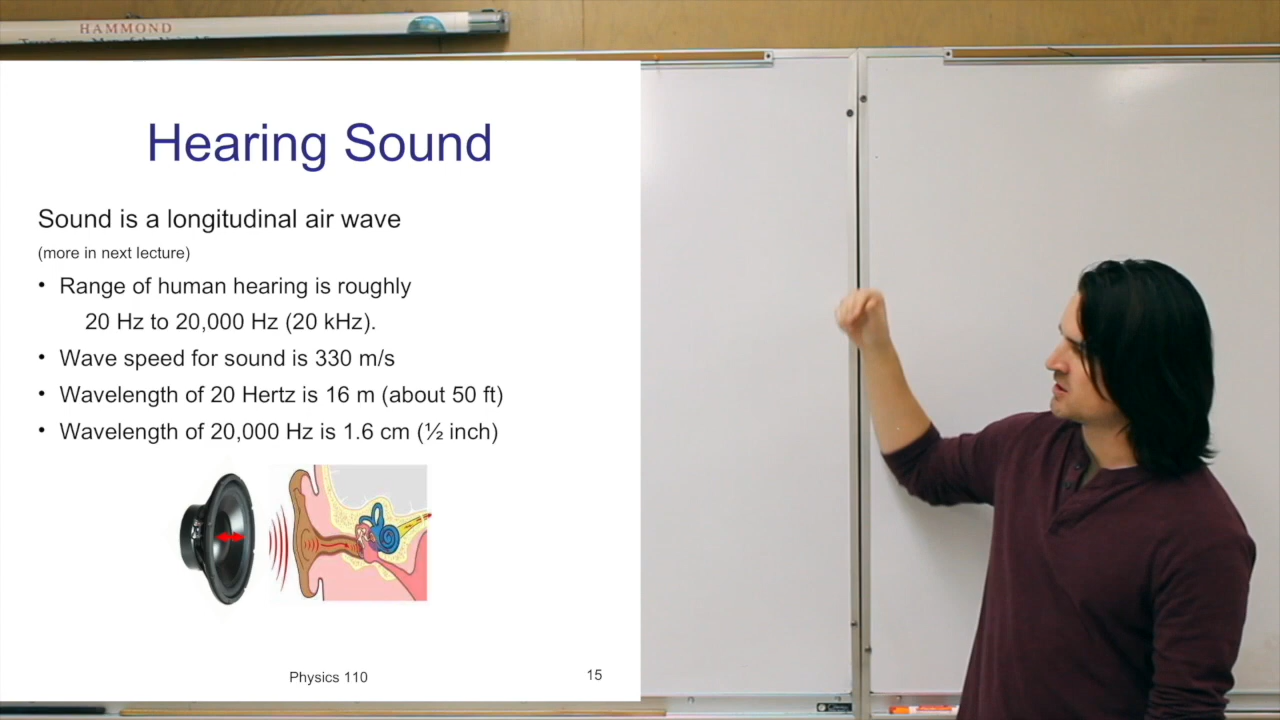 HAMMOND
Hearing Sound
Sound is a longitudinal air wave
(more in next lecture)
• Range of human hearing is roughly
20 Hz to 20,000 Hz (20 kHz).
• Wave speed for sound is 330 m/s
• Wavelength of 20 Hertz is 16 m (about 50 ft)
• Wavelength of 20,000 Hz is 1.6 cm (½ inch)
Physics 110
15